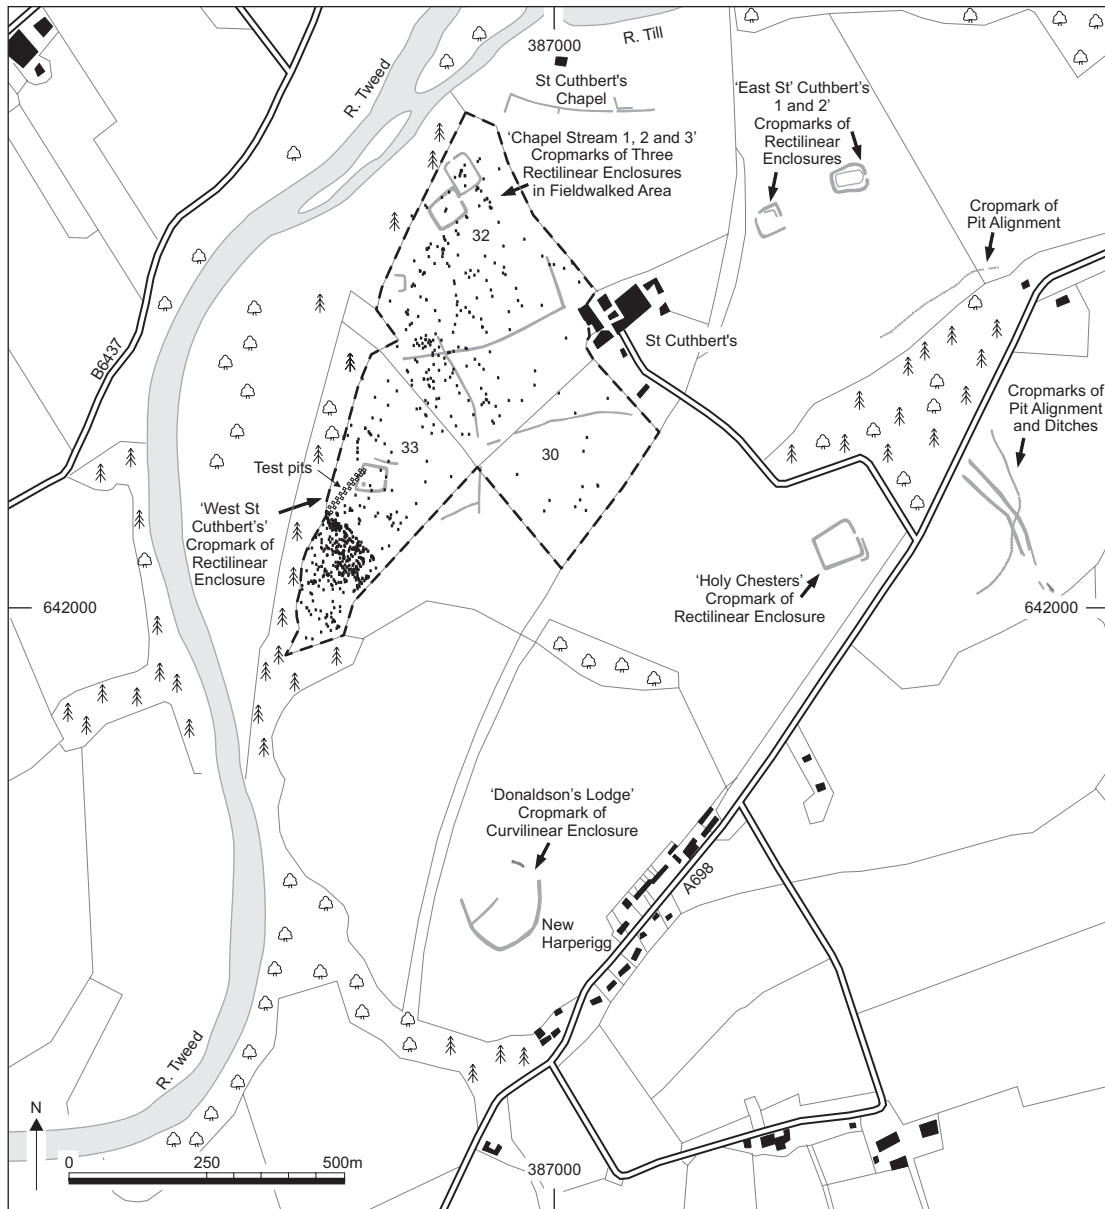 R. Till
387000
R. Tweed
St Cuthbert's
Chapel
'East St' Cuthbert's
1 and 2'
Cropmarks of
Rectilinear
Enclosures
'Chapel Stream 1, 2 and 3'
Cropmarks of Three
Rectilinear Enclosures
in Fieldwalked Area
Cropmark of
Pit Alignment
32
B6437
St Cuthbert's
Cropmarks of
Pit Alignment
and Ditches
33
30
Test pits
'West St
Cuthbert's'
Cropmark of
Rectilinear
Enclosure
'Holy Chesters'
Cropmark of
Rectilinear Enclosure
642000
642000
'Donaldson's Lodge'
Cropmark of
Curvilinear Enclosure
A698
New
Harperigg
R. Tweed
N
0 250 500m
387000